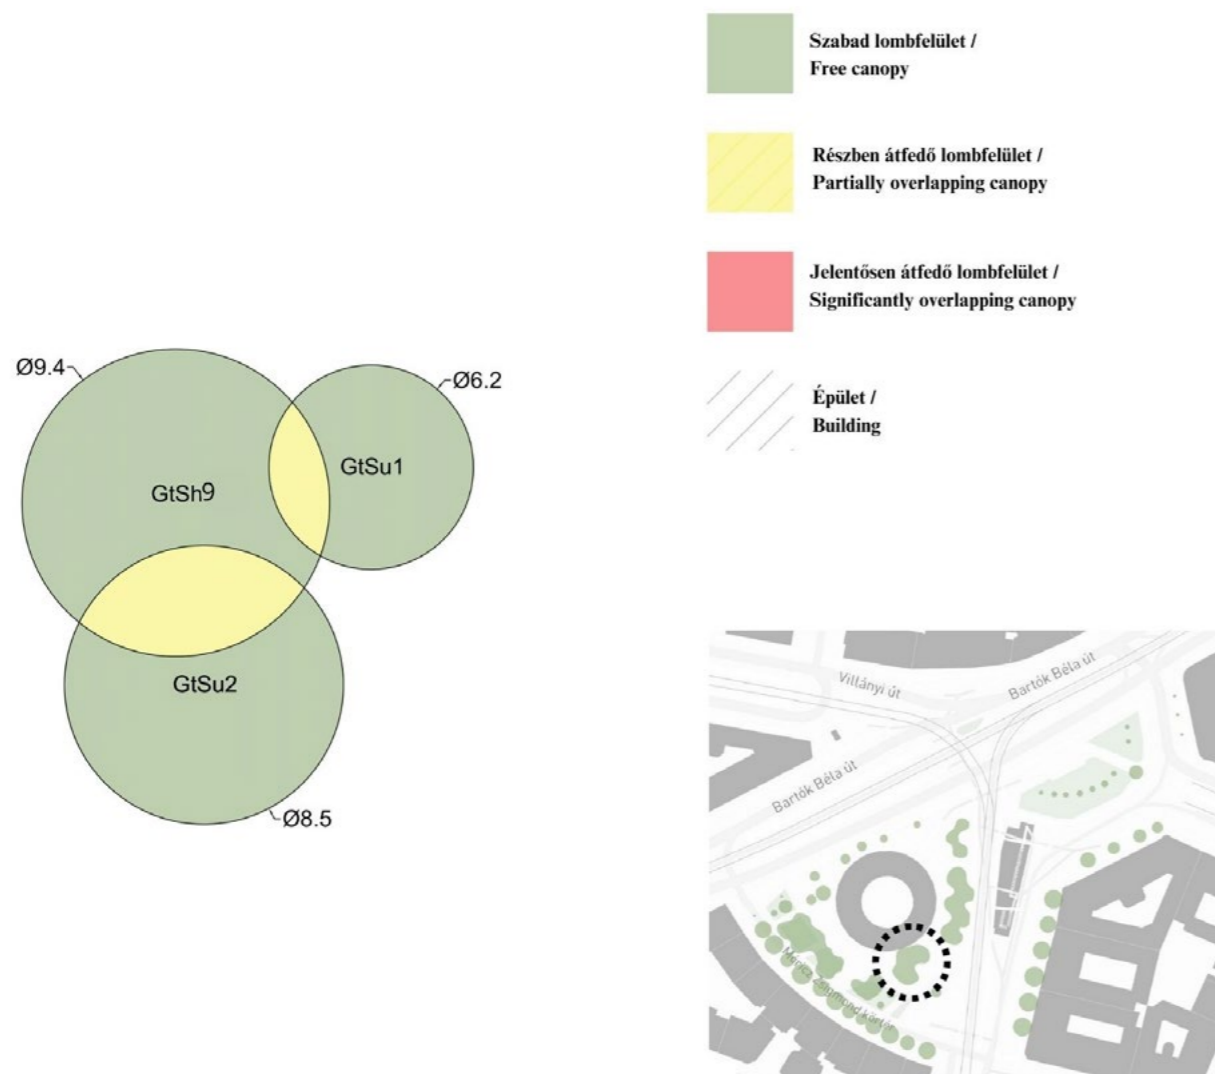 Szabad lombfelület /
Free canopy
Részben átfedő lombfelület /
Partially overlapping canopy
Jelentősen átfedő lombfelület /
Significantly overlapping canopy
Épület /
Building
Ø9.4
Ø6.2
GtSu1
GtSh9
GtSu2
Ø8.5
Villányi út
Bartók Béla út
Bartók Béla út
Móricz Zsigmond körtér